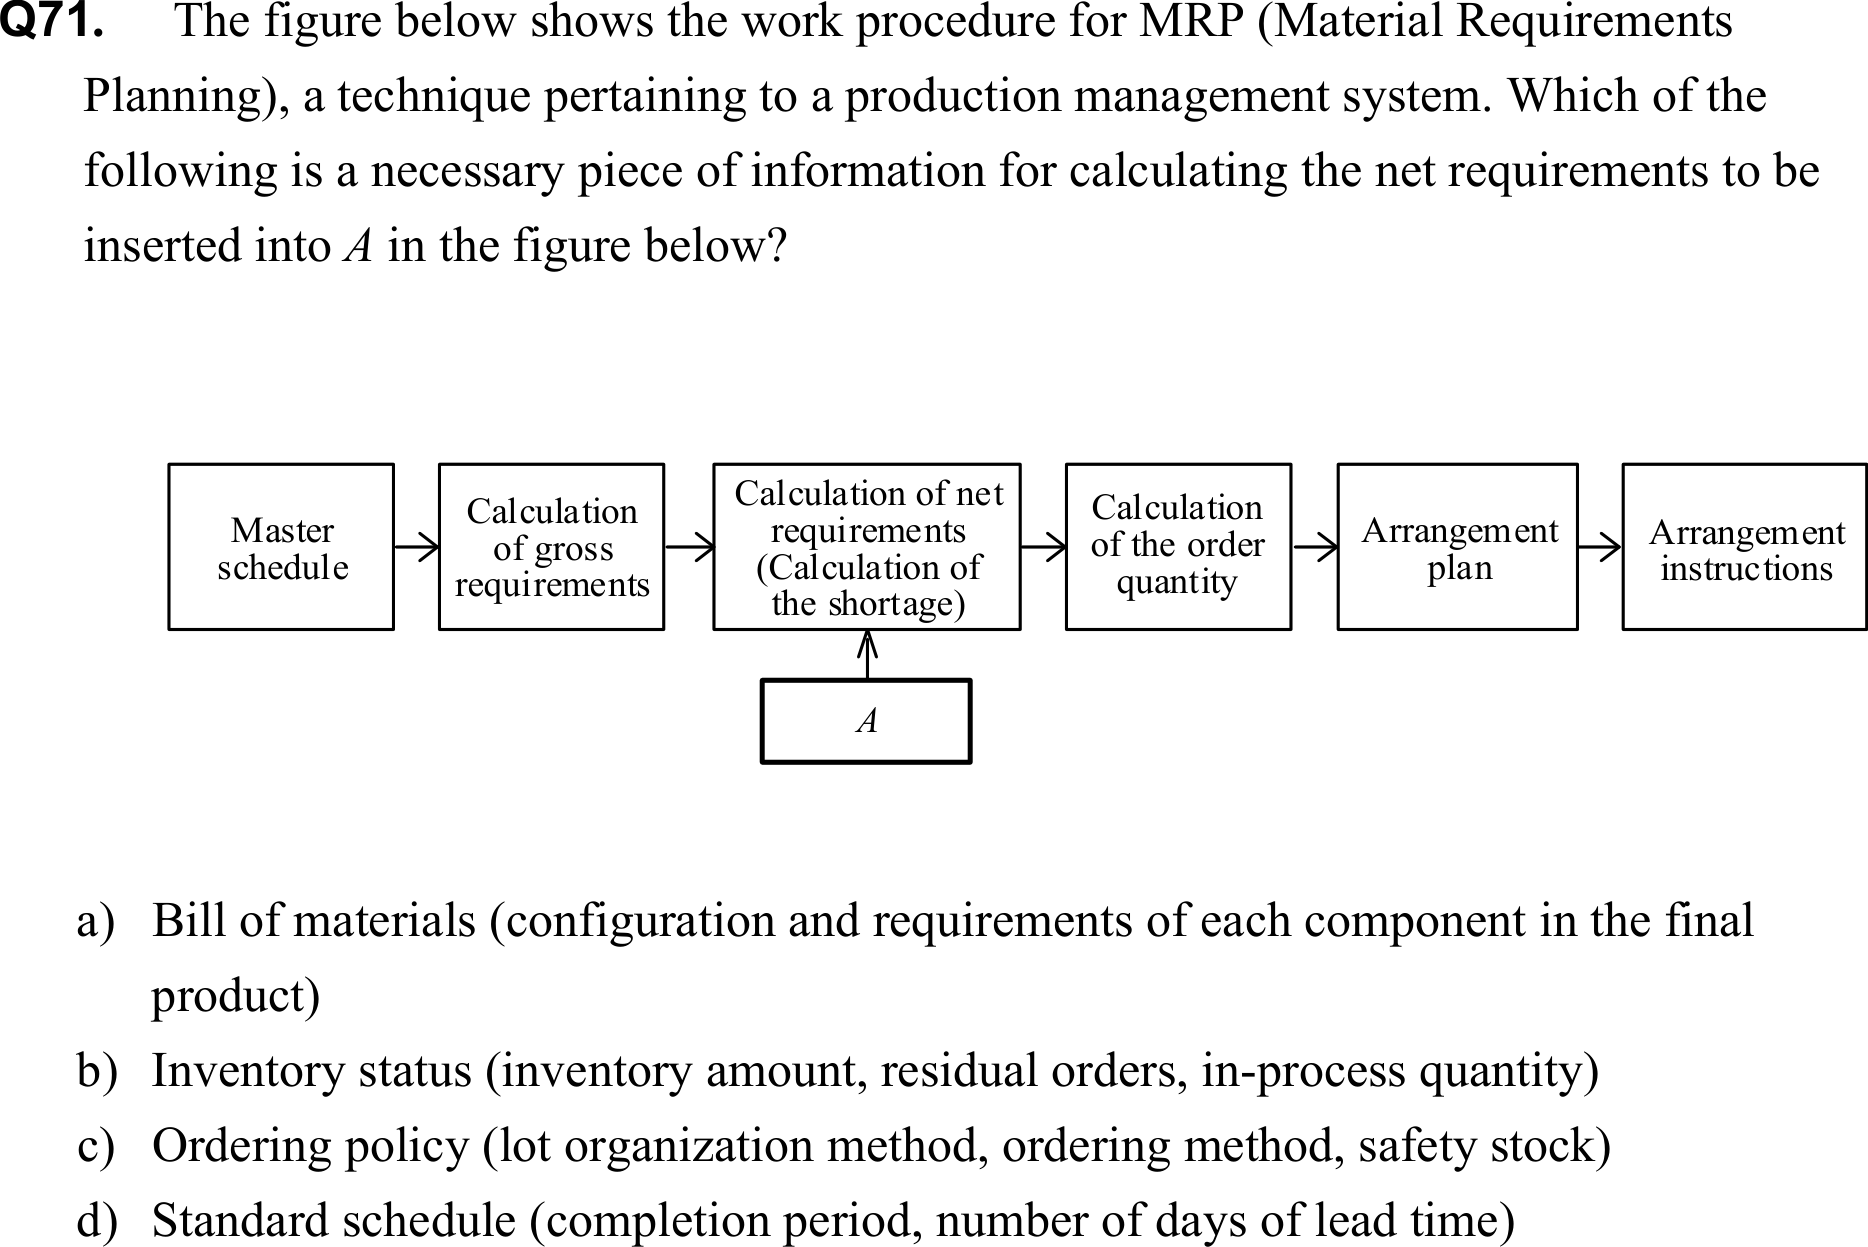 Q71. The figure below shows the work procedure for MRP (Material Requirements
Planning), a technique pertaining to a production management system. Which of the
following is a necessary piece of information for calculating the net requirements to be
inserted into A in the figure below?
Master
schedule
Calculation
of gross
requirements
Calculation of net
requirements
(Calculation of
the shortage)
Calculation
of the order
quantity
Arrangement
plan
Arrangement
instructions
A
a) Bill of materials (configuration and requirements of each component in the final
product)
b) Inventory status (inventory amount, residual orders, in-process quantity)
c) Ordering policy (lot organization method, ordering method, safety stock)
d) Standard schedule (completion period, number of days of lead time)